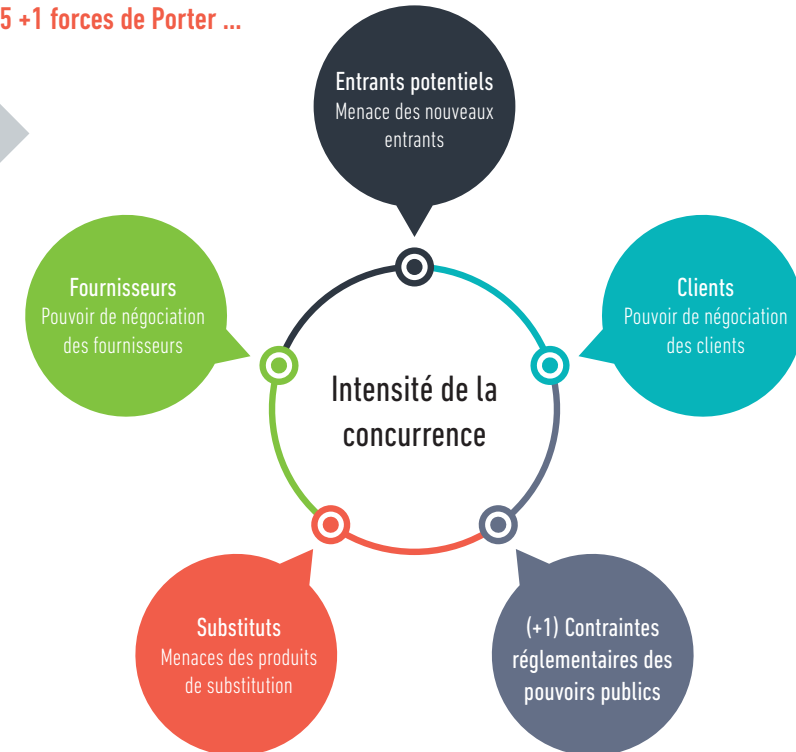 5 +1 forces de Porter ...
Entrants potentiels
Menace des nouveaux
entrants
Fournisseurs
Pouvoir de négociation
des fournisseurs
Clients
Pouvoir de négociation
des clients
Intensité de la
concurrence
Substituts
Menaces des produits
de substitution
(+1) Contraintes
réglementaires des
pouvoirs publics